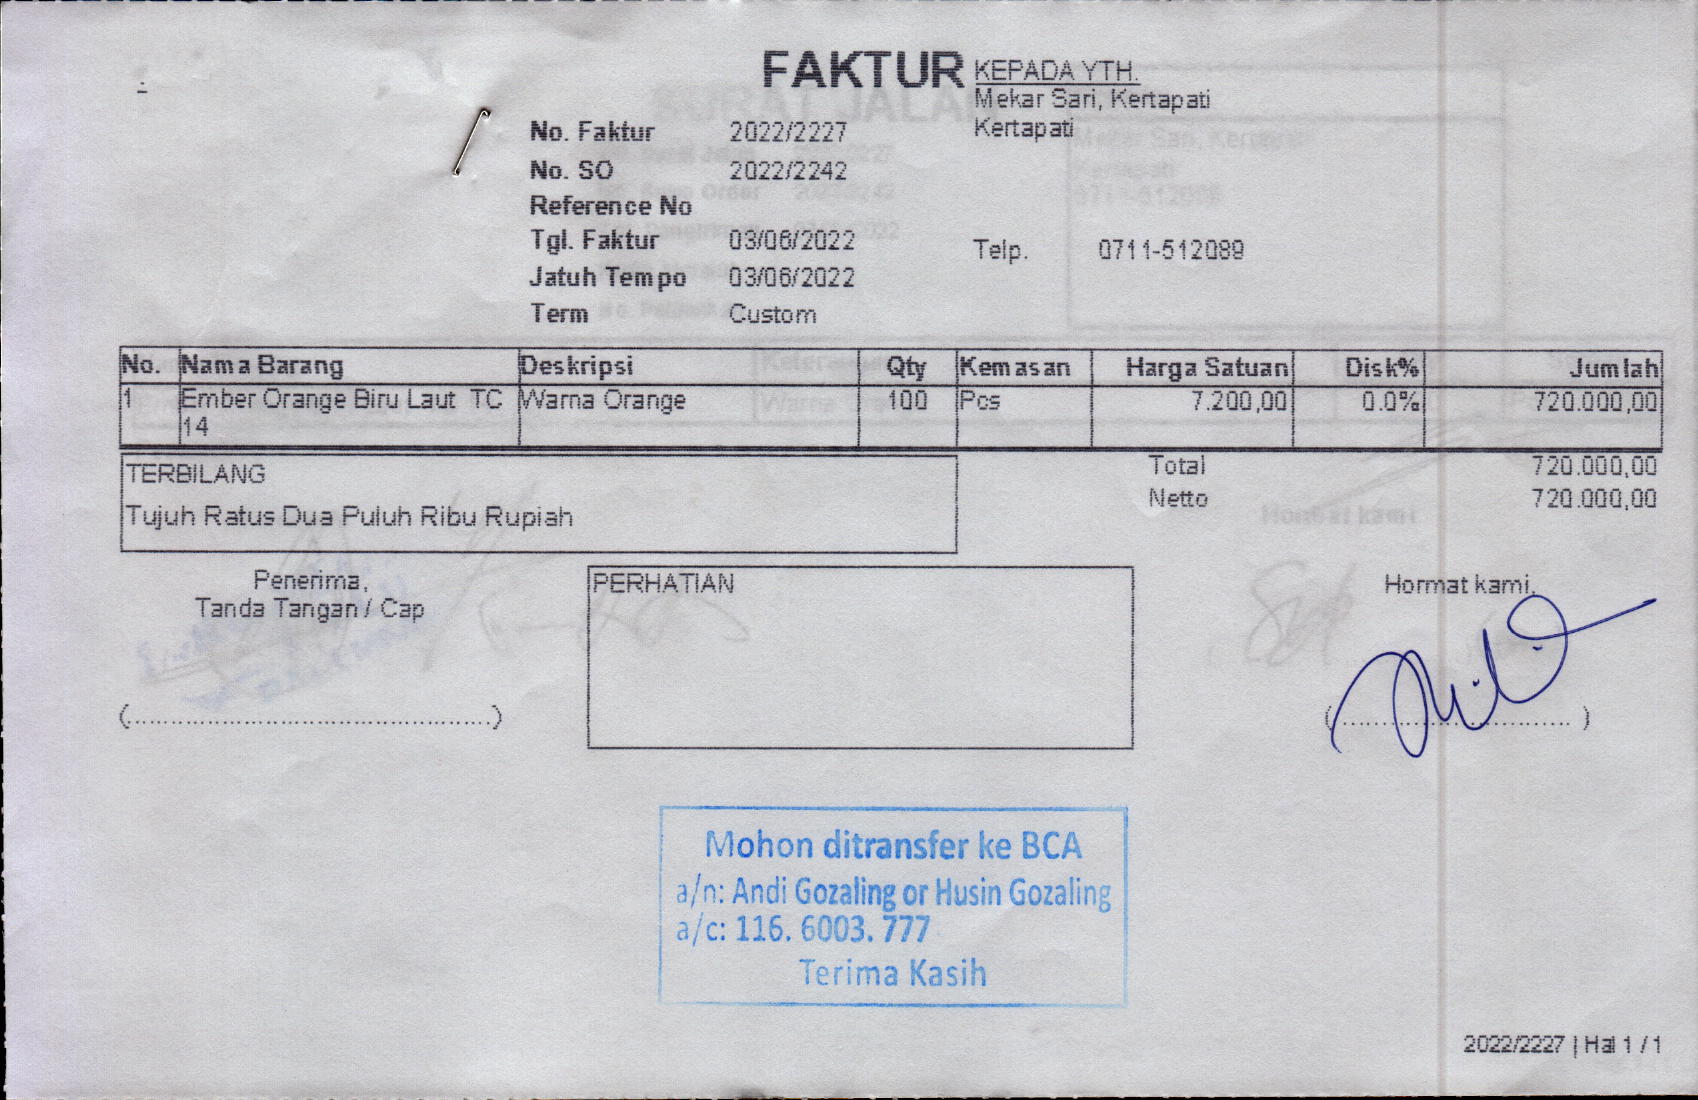 FAKTUR
KEPADA YTH.
Mekar Sari, Kertapati
Kertapati
No. Faktur 2022/2227
No. SO 2022/2242
Reference No
Tgl. Faktur 03/06/2022
Telp. 0711-512089
Jatuh Tempo 03/06/2022
Term Custom
No. Nama Barang Deskripsi Qty Kemasan Harga Satuan Disk% Jumlah
1 Ember Orange Biru Laut TC Warna Orange 100 Pcs 7.200,00 0.0% 720.000,00
14
TERBILANG
Total 720.000,00
Netto 720.000,00
Tujuh Ratus Dua Puluh Ribu Rupiah
Penerima,
Tanda Tangan / Cap
PERHATIAN
Hormat kami,
(................................................)
(.............................. )
Mohon ditransfer ke BCA
a/n: Andi Gozaling or Husin Gozaling
a/c: 116. 6003. 777
Terima Kasih
2022/2227 | Hal 1 / 1